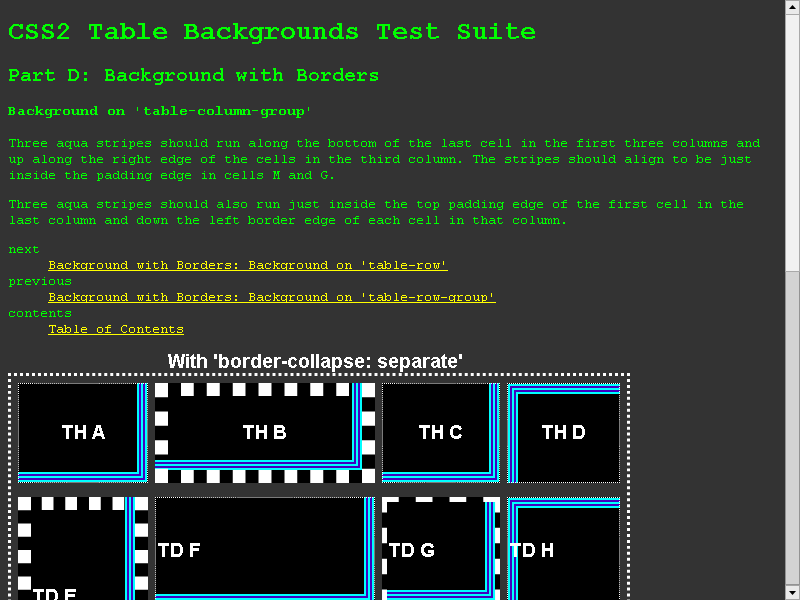 CSS2 Table Backgrounds Test Suite
Part D: Background with Borders
Background on 'table-column-group'
Three aqua stripes should run along the bottom of the last cell in the first three columns and
up along the right edge of the cells in the third column. The stripes should align to be just
inside the padding edge in cells M and G.
Three aqua stripes should also run just inside the top padding edge of the first cell in the
last column and down the left border edge of each cell in that column.
next
Background with Borders: Background on 'table-row'
previous
Background with Borders: Background on 'table-row-group'
contents
Table of Contents
With 'border-collapse: separate'
TH A TH B TH C TH D
TD F TD G TD H
TD E